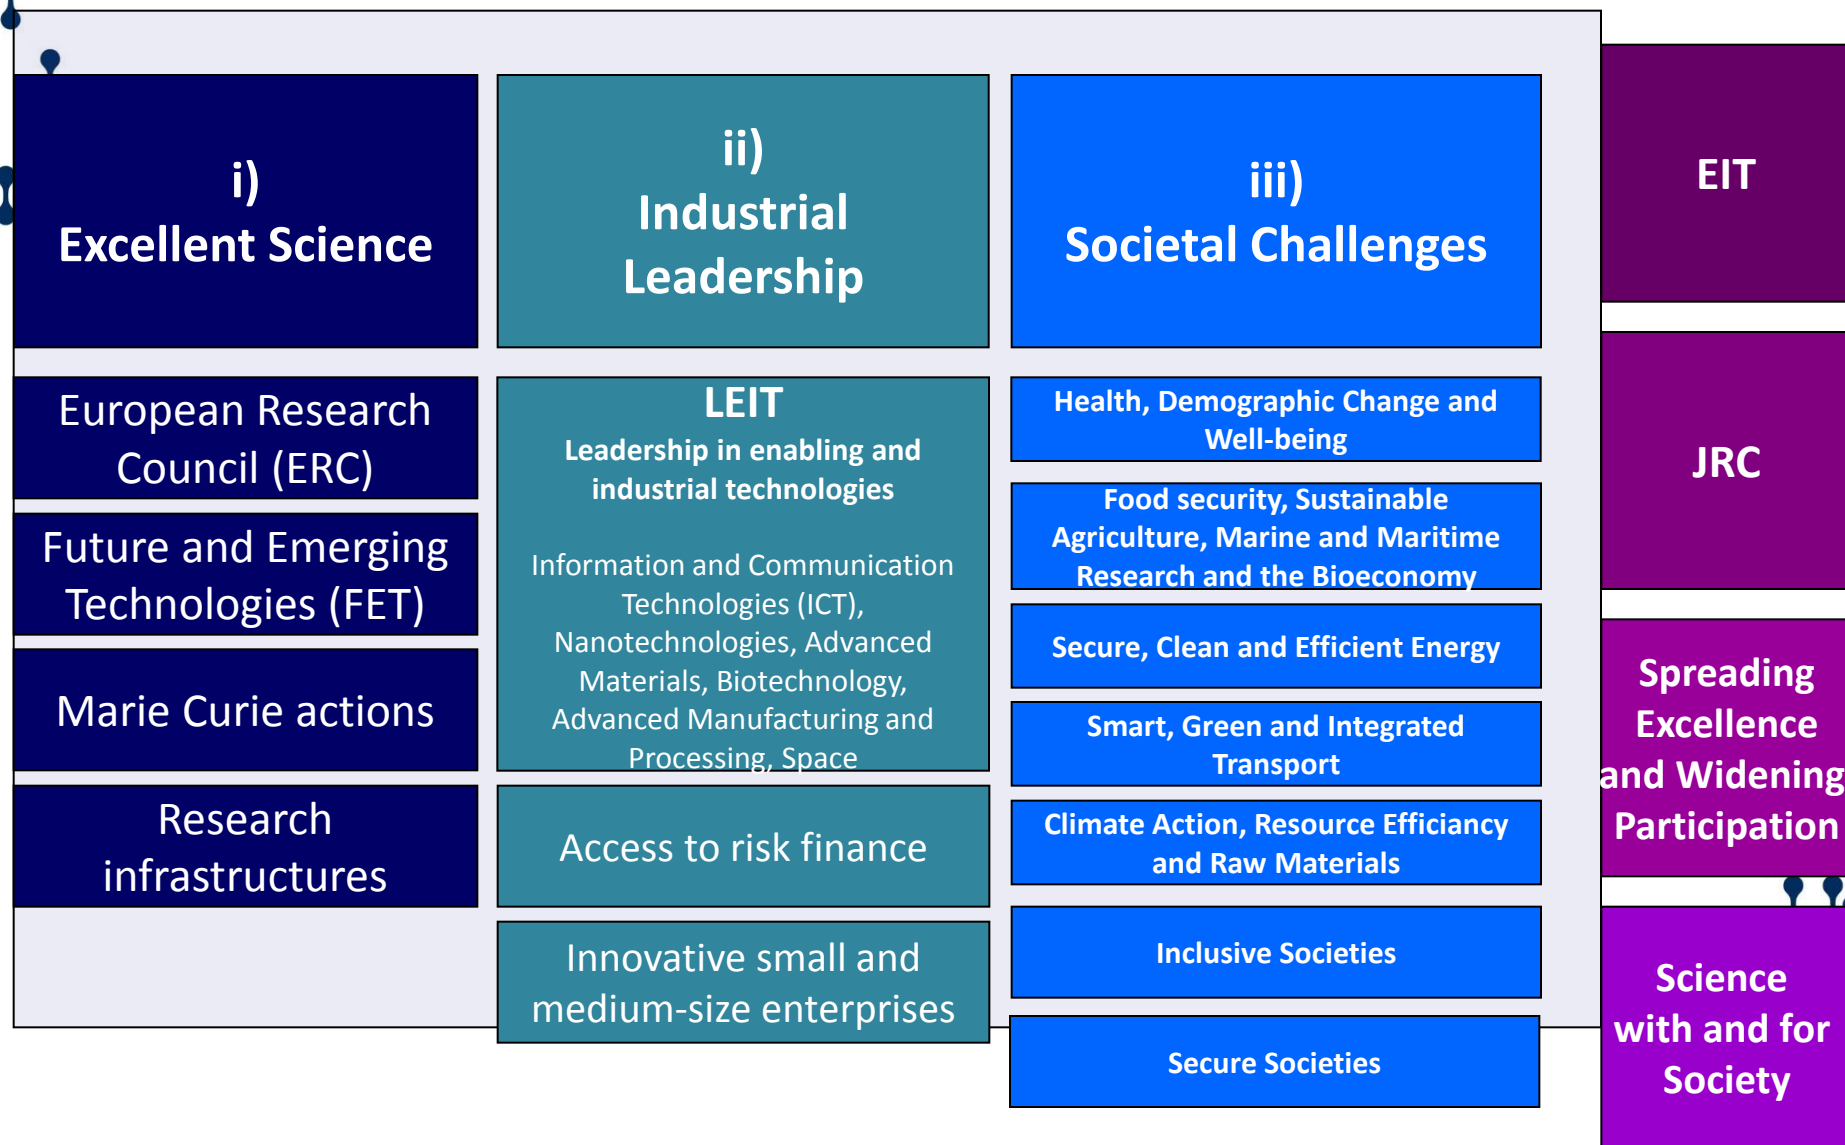 i)
Excellent Science
European Research
Council (ERC)
Future and Emerging
Technologies (FET)
Marie Curie actions
Research
infrastructures
ii)
Industrial
Leadership
LEIT
Leadership in enabling and
industrial technologies
Information and Communication
Technologies (ICT),
Nanotechnologies, Advanced
Materials, Biotechnology,
Advanced Manufacturing and
Processing, Space
Access to risk finance
Innovative small and
medium-size enterprises
iii)
Societal Challenges
Health, Demographic Change and
Well-being
Food security, Sustainable
Agriculture, Marine and Maritime
Research and the Bioeconomy
Secure, Clean and Efficient Energy
Smart, Green and Integrated
Transport
Climate Action, Resource Efficiancy
and Raw Materials
Inclusive Societies
Secure Societies
EIT
JRC
Spreading
Excellence
and Widening
Participation
Science
with and for
Society